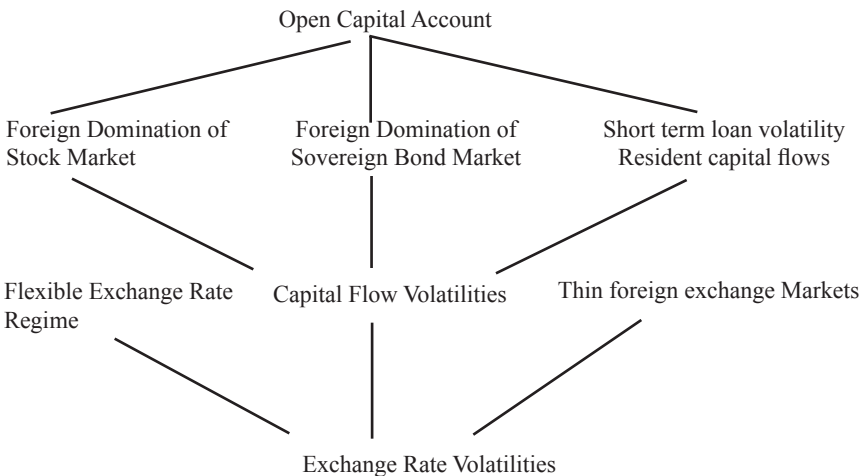 Open Capital Account
Foreign Domination of
Stock Market
Foreign Domination of
Sovereign Bond Market
Short term loan volatility
Resident capital flows
Flexible Exchange Rate
Regime
Capital Flow Volatilities
Thin foreign exchange Markets
Exchange Rate Volatilities